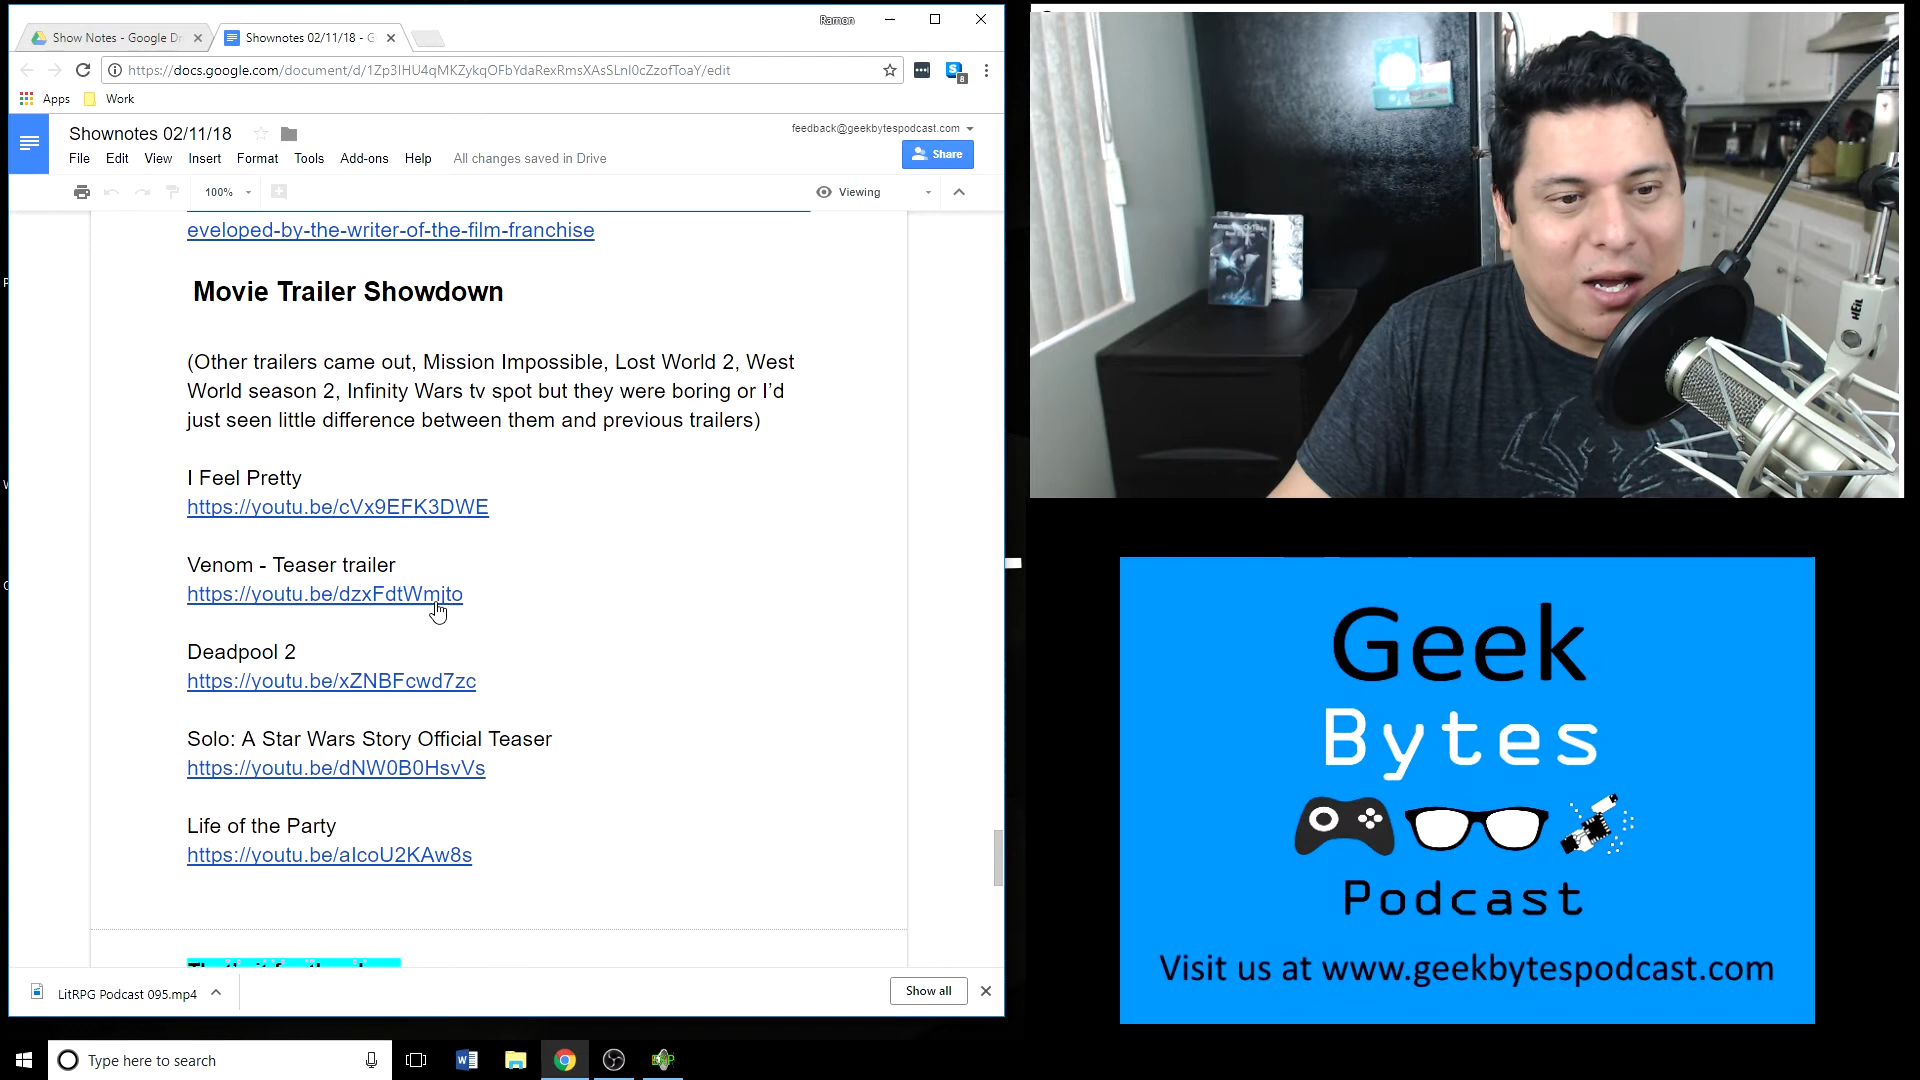 Ramon
Show Notes - Google Dr
Shownotes 02/11/18 - G
https://docs.google.com/document/d/1Zp3IHU4qMKZykqOFbYdaRexRmsXAsSLnI0cZzofToaY/edit
8
Apps
Work
Shownotes 02/11/18
feedback@geekbytespodcast.com
File Edit View Insert Format Tools Add-ons Help All changes saved in Drive
Share
100%
Viewing
eveloped-by-the-writer-of-the-film-franchise
Movie Trailer Showdown
(Other trailers came out, Mission Impossible, Lost World 2, West
World season 2, Infinity Wars tv spot but they were boring or I’d
just seen little difference between them and previous trailers)
I Feel Pretty
https://youtu.be/cVx9EFK3DWE
Venom - Teaser trailer
https://youtu.be/dzxFdtWmjto
Deadpool 2
https://youtu.be/xZNBFcwd7zc
Solo: A Star Wars Story Official Teaser
https://youtu.be/dNW0B0HsvVs
Life of the Party
https://youtu.be/aIcoU2KAw8s
LitRPG Podcast 095.mp4
Show all
Type here to search
HEIL
Geek
Bytes
Podcast
Visit us at www.geekbytespodcast.com